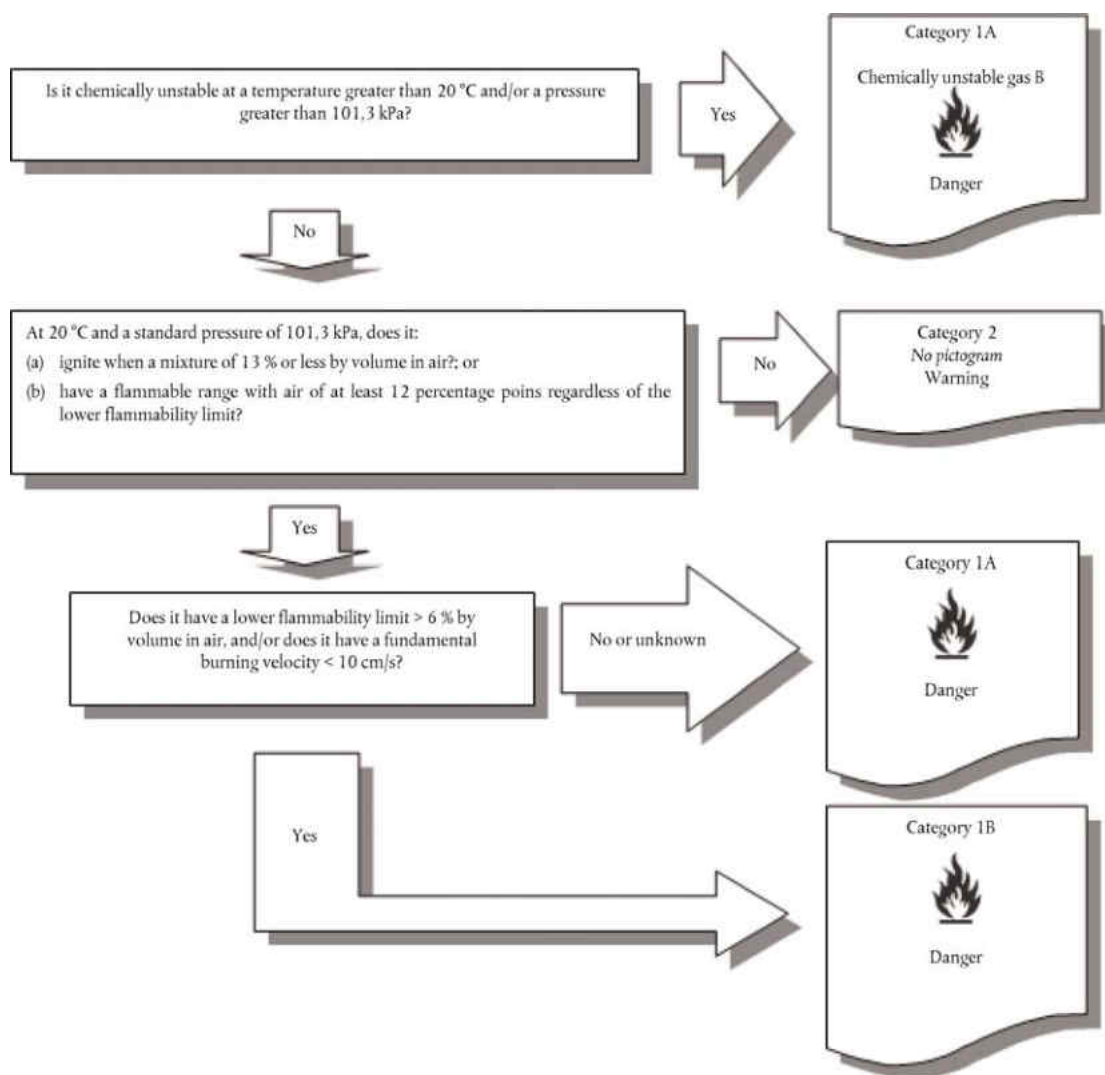 Is it chemically unstable at a temperature greater than 20 °C and/or a pressure
greater than 101,3 kPa?
Yes
Category 1A
Chemically unstable gas B
Danger
No
At 20 °C and a standard pressure of 101,3 kPa, does it:
(a) ignite when a mixture of 13 % or less by volume in air?; or
(b) have a flammable range with air of at least 12 percentage poins regardless of the
lower flammability limit?
No
Category 2
No pictogram
Warning
Yes
Does it have a lower flammability limit > 6 % by
volume in air, and/or does it have a fundamental
burning velocity < 10 cm/s?
No or unknown
Category 1A
Danger
Yes
Category 1B
Danger